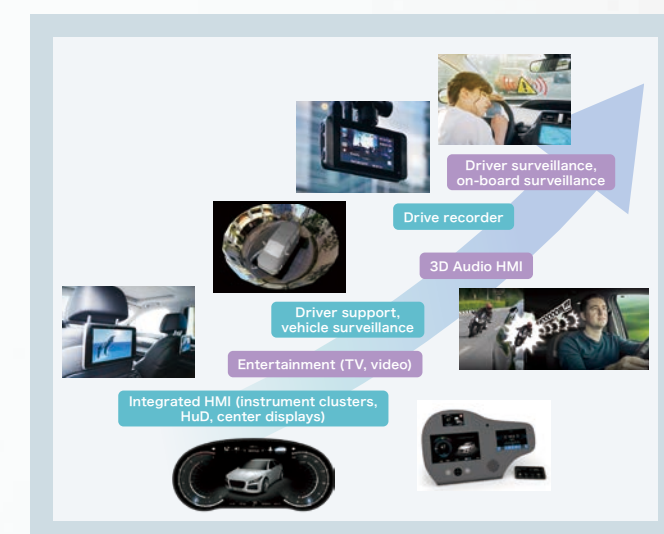 Driver surveillance,
on-board surveillance
Drive recorder
3D Audio HMI
Driver support,
vehicle surveillance
Entertainment (TV, video)
Integrated HMI (instrument clusters,
HuD, center displays)